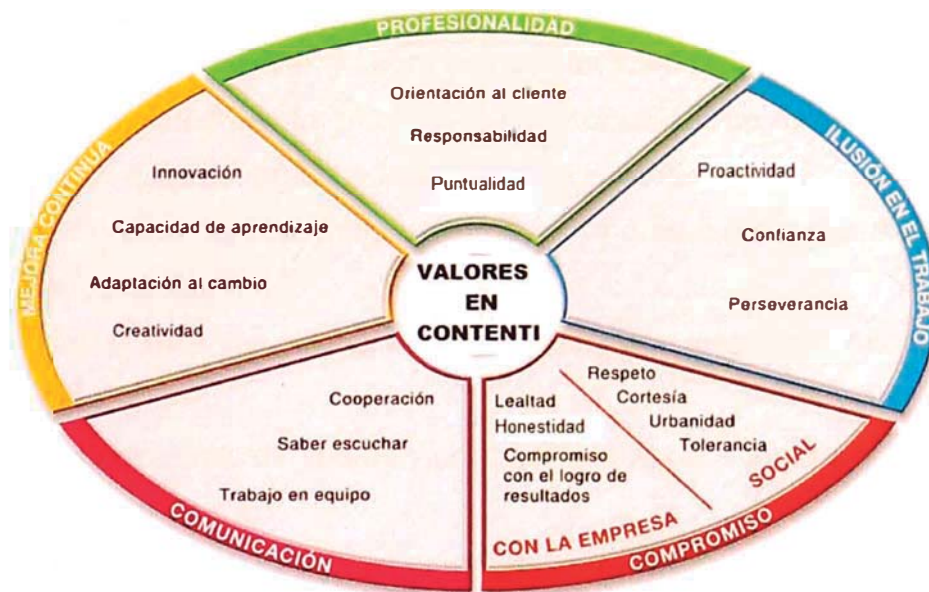 PROFESIONALIDAD
Orientación al cliente
Responsabilidad
Puntualidad
ILUSIÓN EN EL TRABAJO
Proactividad
Confianza
Perseverancia
MEJORA CONTINUA
Innovación
Capacidad de aprendizaje
Adaptación al cambio
Creatividad
VALORES
EN
CONTENTI
Cooperación
Saber escuchar
Trabajo en equipo
COMUNICACIÓN
Lealtad
Honestidad
Compromiso
con el logro de
resultados
CON LA EMPRESA
Respeto
Cortesía
Urbanidad
Tolerancia
SOCIAL
COMPROMISO